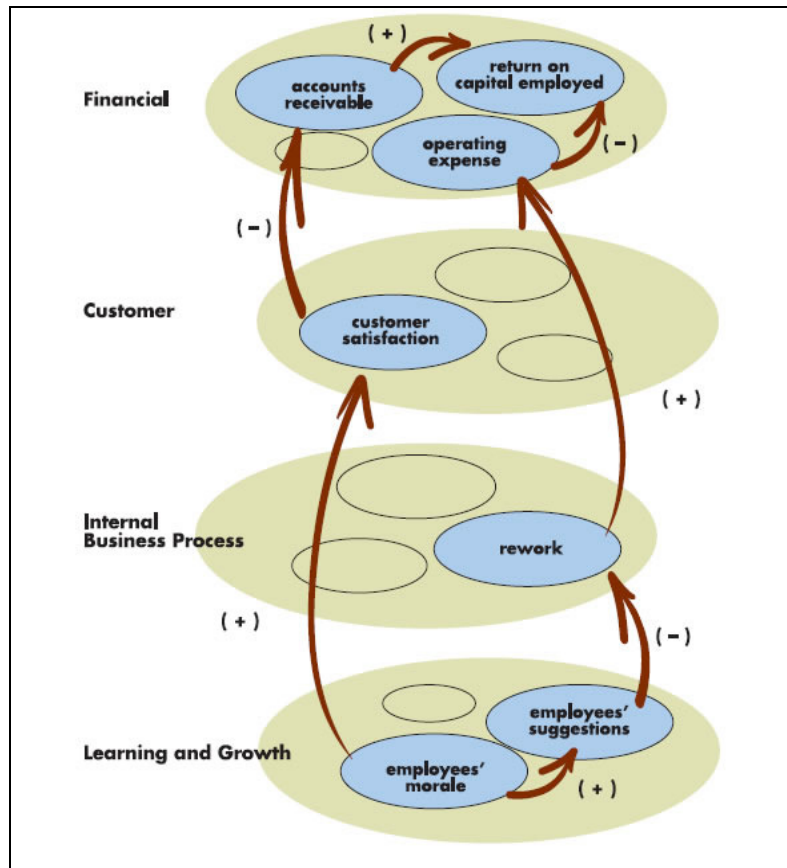 ( + )
Financial
accounts
receivable
return on
capital employed
operating
expense
( - )
( - )
Customer
customer
satisfaction
( + )
Internal
Business Process
rework
( + )
( - )
Learning and Growth
employees'
suggestions
employees'
morale
( + )